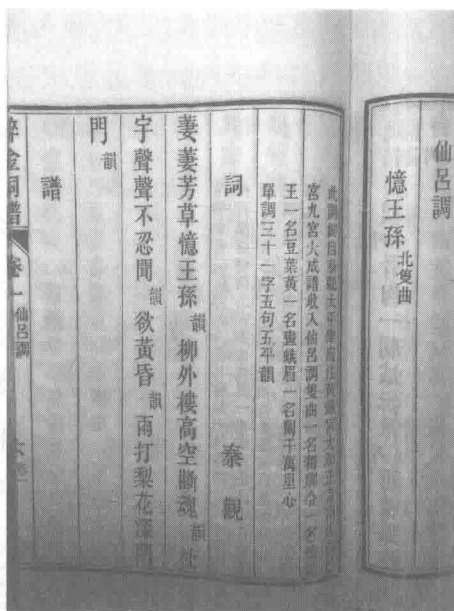 仙呂調
憶王孫 北隻曲
宮九宮大成譜收入仙呂調隻曲一名
王一名豆葉黃一名畫蛾眉一名闌干萬里心
單調三十一字五句五平韻
詞 秦觀
萋萋芳草憶王孫 韻 柳外樓高空斷魂 韻 杜
宇聲聲不忍聞 韻 欲黃昏 韻 雨打梨花深
門 韻
譜
碎金詞譜 卷一 仙呂調